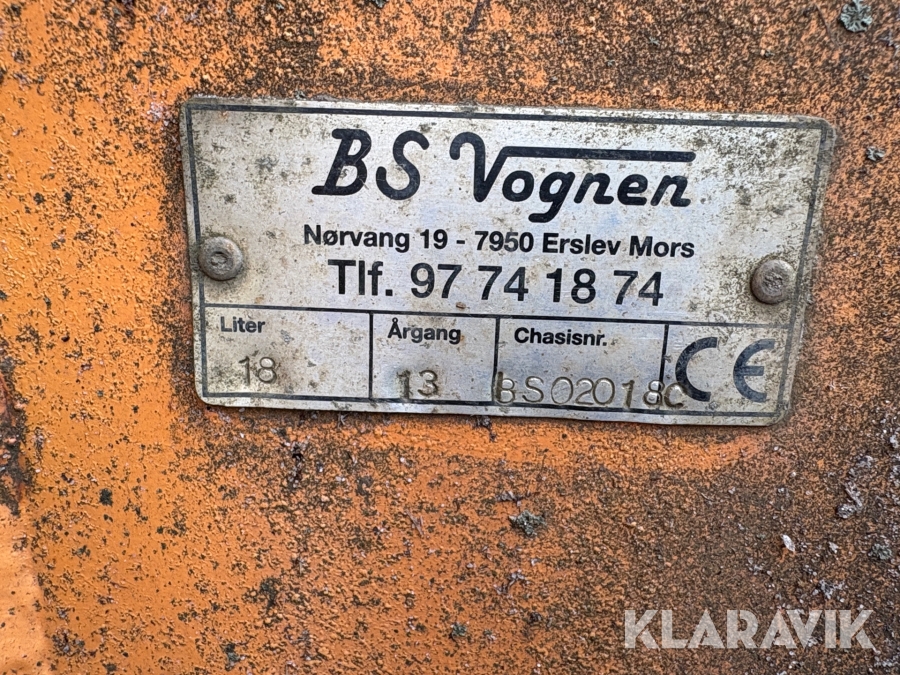 BS Vognen
Nørvang 19 - 7950 Erslev Mors
Tlf. 97 74 18 74
Liter Årgang Chasisnr.
18 13 BS02018C CE
KLARAVIK